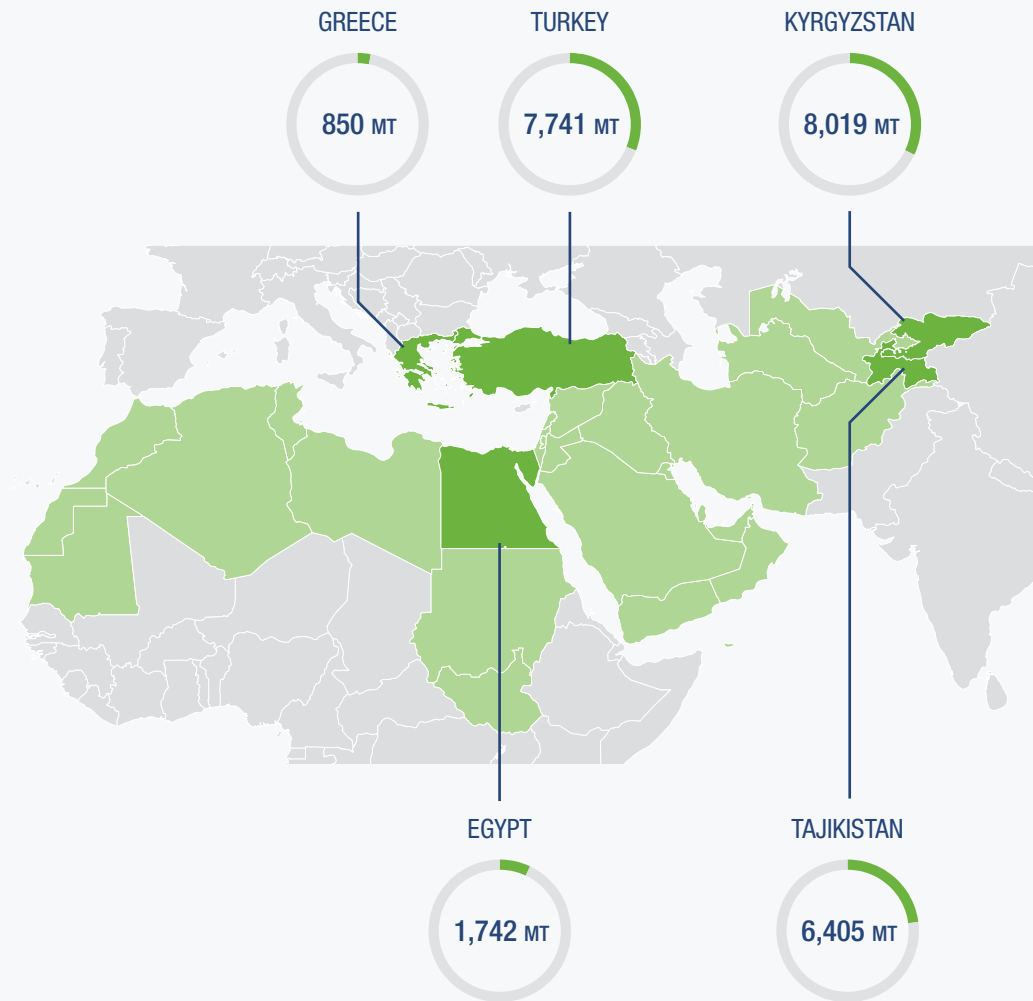 GREECE
850 MT
TURKEY
7,741 MT
KYRGYZSTAN
8,019 MT
EGYPT
1,742 MT
TAJIKISTAN
6,405 MT